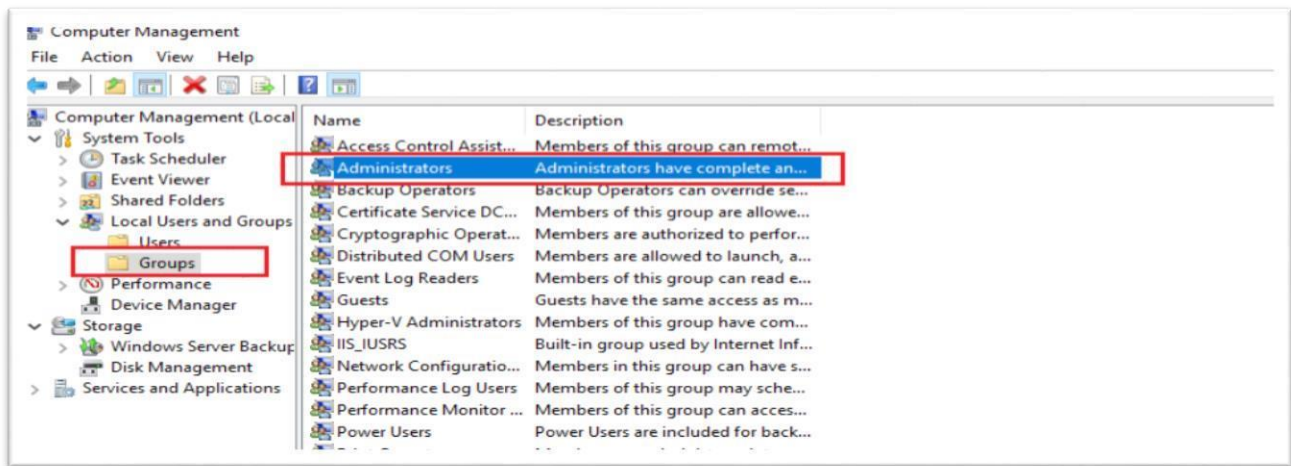 Computer Management
File Action View Help
Computer Management (Local
System Tools
Task Scheduler
Event Viewer
Shared Folders
Local Users and Groups
Users
Groups
Performance
Device Manager
Storage
Windows Server Backup
Disk Management
Services and Applications
Name Description
Access Control Assist... Members of this group can remot...
Administrators Administrators have complete an...
Backup Operators Backup Operators can override se...
Certificate Service DC... Members of this group are allowe...
Cryptographic Operat... Members are authorized to perfor...
Distributed COM Users Members are allowed to launch, a...
Event Log Readers Members of this group can read e...
Guests Guests have the same access as m...
Hyper-V Administrators Members of this group have com...
IIS_IUSRS Built-in group used by Internet Inf...
Network Configuratio... Members in this group can have s...
Performance Log Users Members of this group may sche...
Performance Monitor ... Members of this group can acces...
Power Users Power Users are included for back...